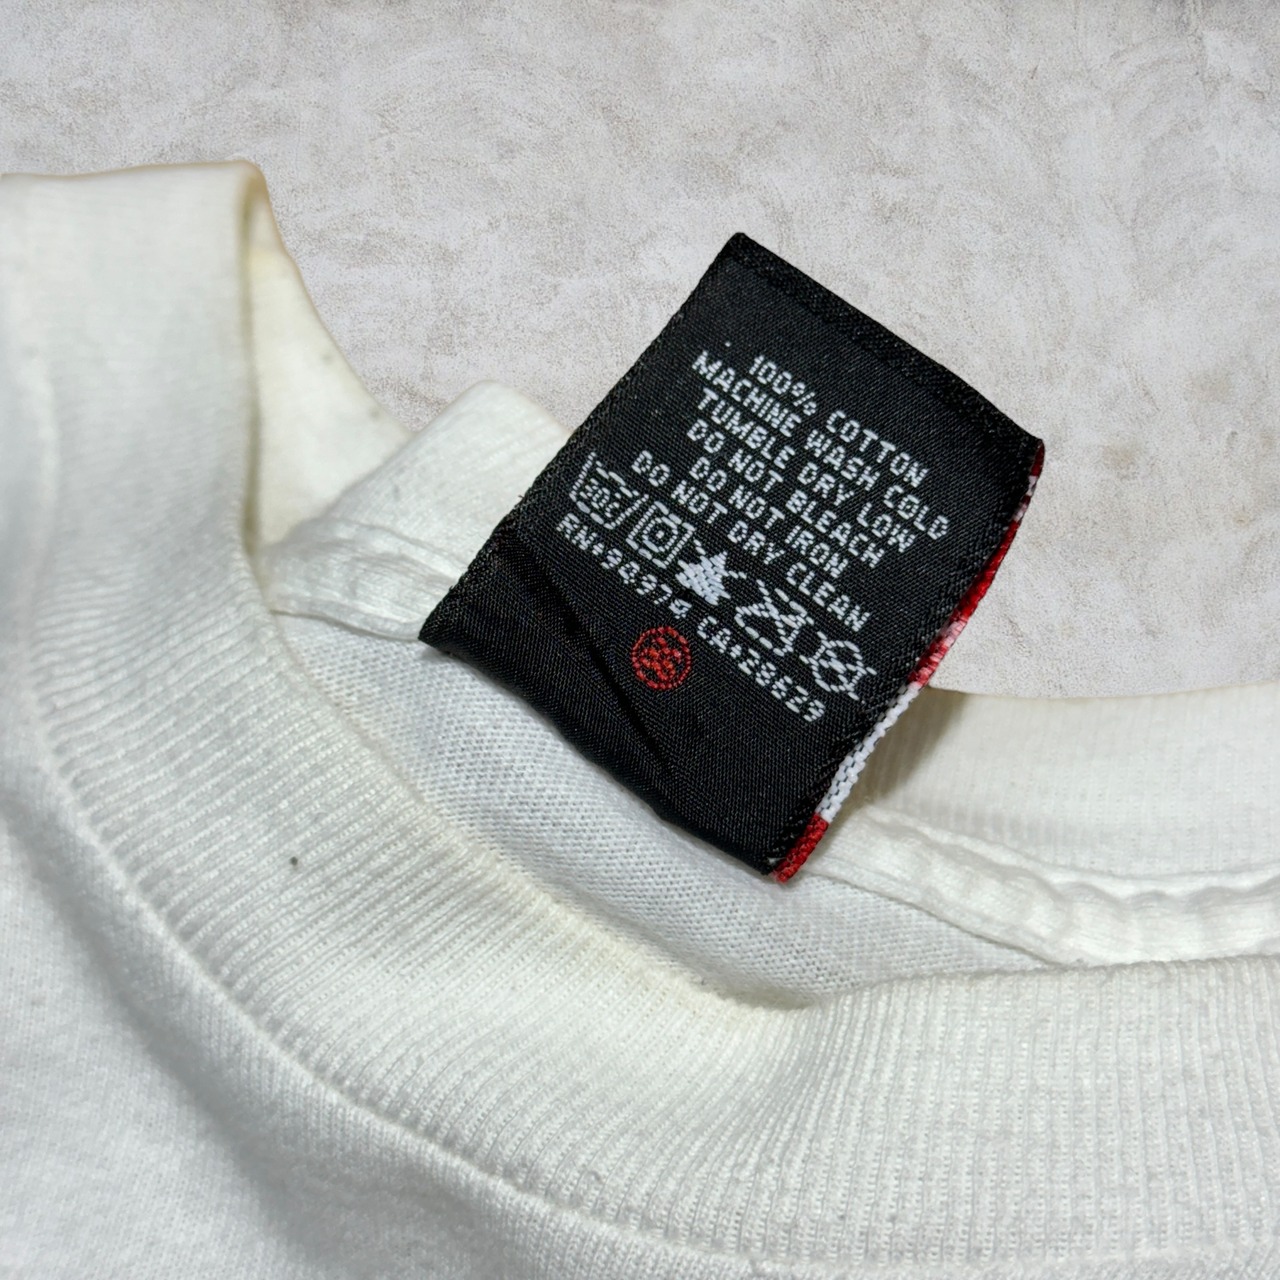 100% COTTON
MACHINE WASH COLD
TUMBLE DRY LOW
DO NOT BLEACH
DO NOT IRON
DO NOT DRY CLEAN